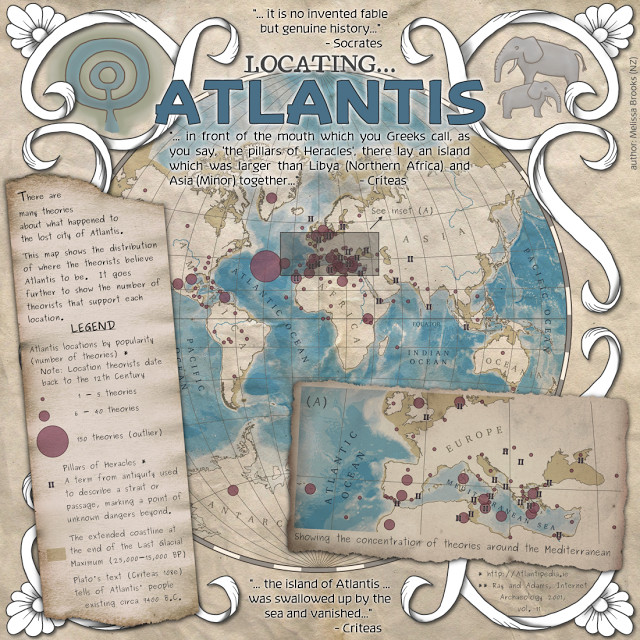 "... it is no invented fable
but genuine history..."
- Socrates
LOCATING...
ATLANTIS
"... in front of the mouth which you Greeks call, as
you say, 'the pillars of Heracles', there lay an island
which was larger than Libya (Northern Africa) and
Asia (Minor) together..." - Criteas
author: Melissa Brooks (NZ)
There are
many theories
about what happened to
the lost city of Atlantis.
This map shows the distribution
of where the theorists believe
Atlantis to be. It goes
further to show the number of
theorists that support each
location.
LEGEND
Atlantis locations by popularity
(number of theories) *
Note: Location theorists date
back to the 12th Century
1 - 5 theories
6 - 60 theories
150 theories (outlier)
Pillars of Heracles *
A term from antiquity used
to describe a strait or
passage, marking a point of
unknown dangers beyond.
The extended coastline at
the end of the Last Glacial
Maximum (25,000-15,000 BP)
Plato's text (Criteas 108e)
tells of Atlantis' people
existing circa 9400 B.C.
See inset (A)
ASIA
ATLANTIC OCEAN
AFRICA
EQUATOR
INDIAN
OCEAN
PACIFIC OCEAN
PACIFIC
OCEAN
OCEANIA
ANTARC
(A)
ATLANTIC
OCEAN
EUROPE
MEDITERRANEAN SEA
Showing the concentration of theories around the Mediterranean
* http://Atlantipedia.ie
** Ray and Adams, Internet
Archaeology 2001,
vol. 11
"... the island of Atlantis ...
was swallowed up by the
sea and vanished..."
- Criteas